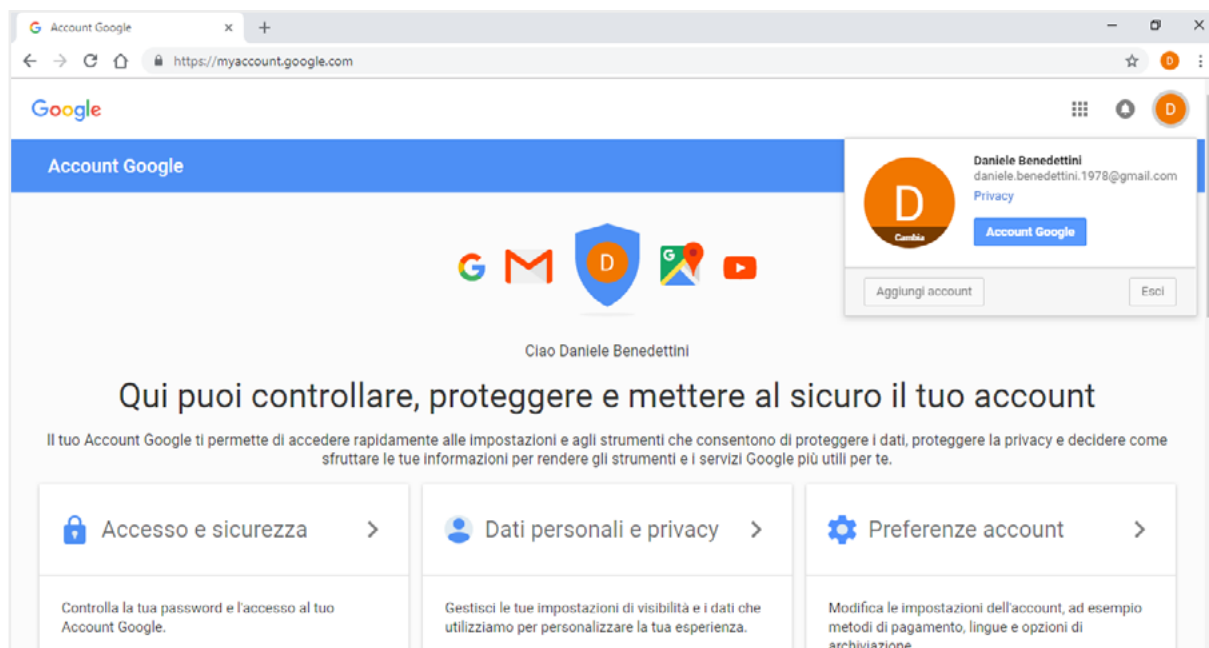 Account Google
https://myaccount.google.com
D
Google
D
Account Google
D
Cambia
Daniele Benedettini
daniele.benedettini.1978@gmail.com
Privacy
Account Google
Aggiungi account
Esci
G
D
G
Ciao Daniele Benedettini
Qui puoi controllare, proteggere e mettere al sicuro il tuo account
Il tuo Account Google ti permette di accedere rapidamente alle impostazioni e agli strumenti che consentono di proteggere i dati, proteggere la privacy e decidere come
sfruttare le tue informazioni per rendere gli strumenti e i servizi Google più utili per te.
Accesso e sicurezza
Controlla la tua password e l'accesso al tuo
Account Google.
Dati personali e privacy
Gestisci le tue impostazioni di visibilità e i dati che
utilizziamo per personalizzare la tua esperienza.
Preferenze account
Modifica le impostazioni dell'account, ad esempio
metodi di pagamento, lingue e opzioni di
archiviazione